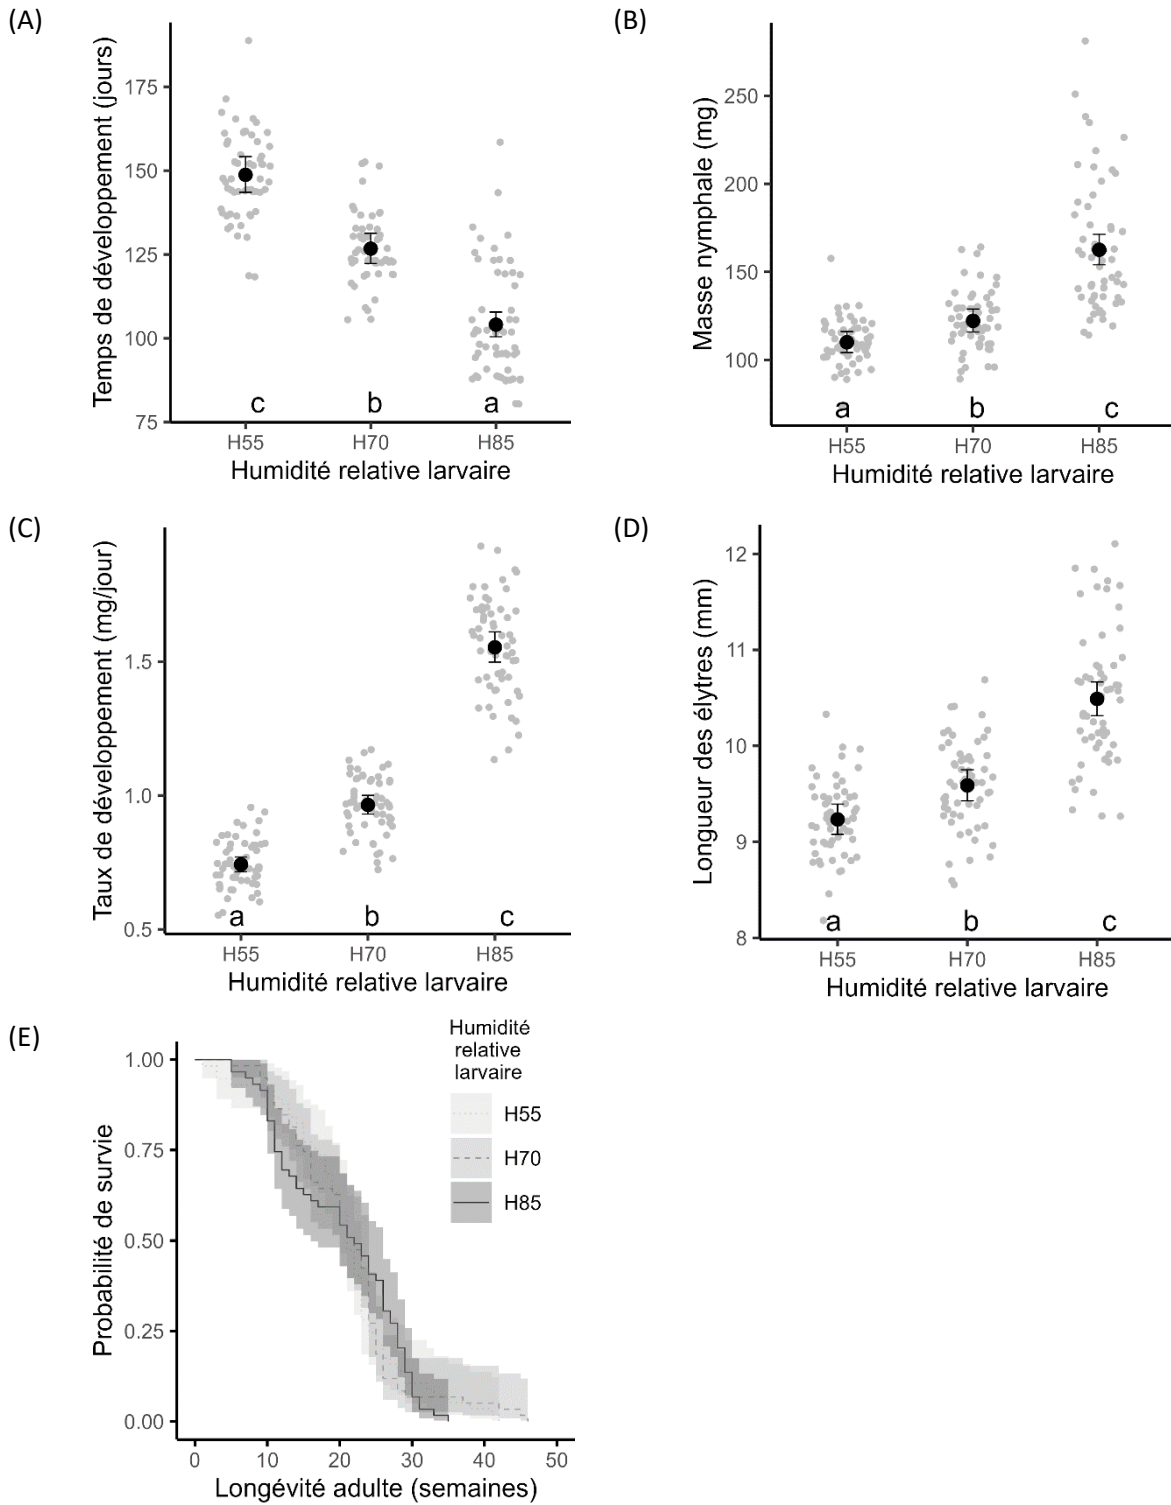 (A)
Temps de développement (jours)
175
150
125
100
75
c
b
a
H55
H70
H85
Humidité relative larvaire
(B)
Masse nymphale (mg)
250
200
150
100
a
b
c
H55
H70
H85
Humidité relative larvaire
(C)
Taux de développement (mg/jour)
1.5
1.0
0.5
a
b
c
H55
H70
H85
Humidité relative larvaire
(D)
Longueur des élytres (mm)
12
11
10
9
8
a
b
c
H55
H70
H85
Humidité relative larvaire
(E)
Probabilité de survie
1.00
0.75
0.50
0.25
0.00
Humidité
relative
larvaire
H55
H70
H85
0
10
20
30
40
50
Longévité adulte (semaines)